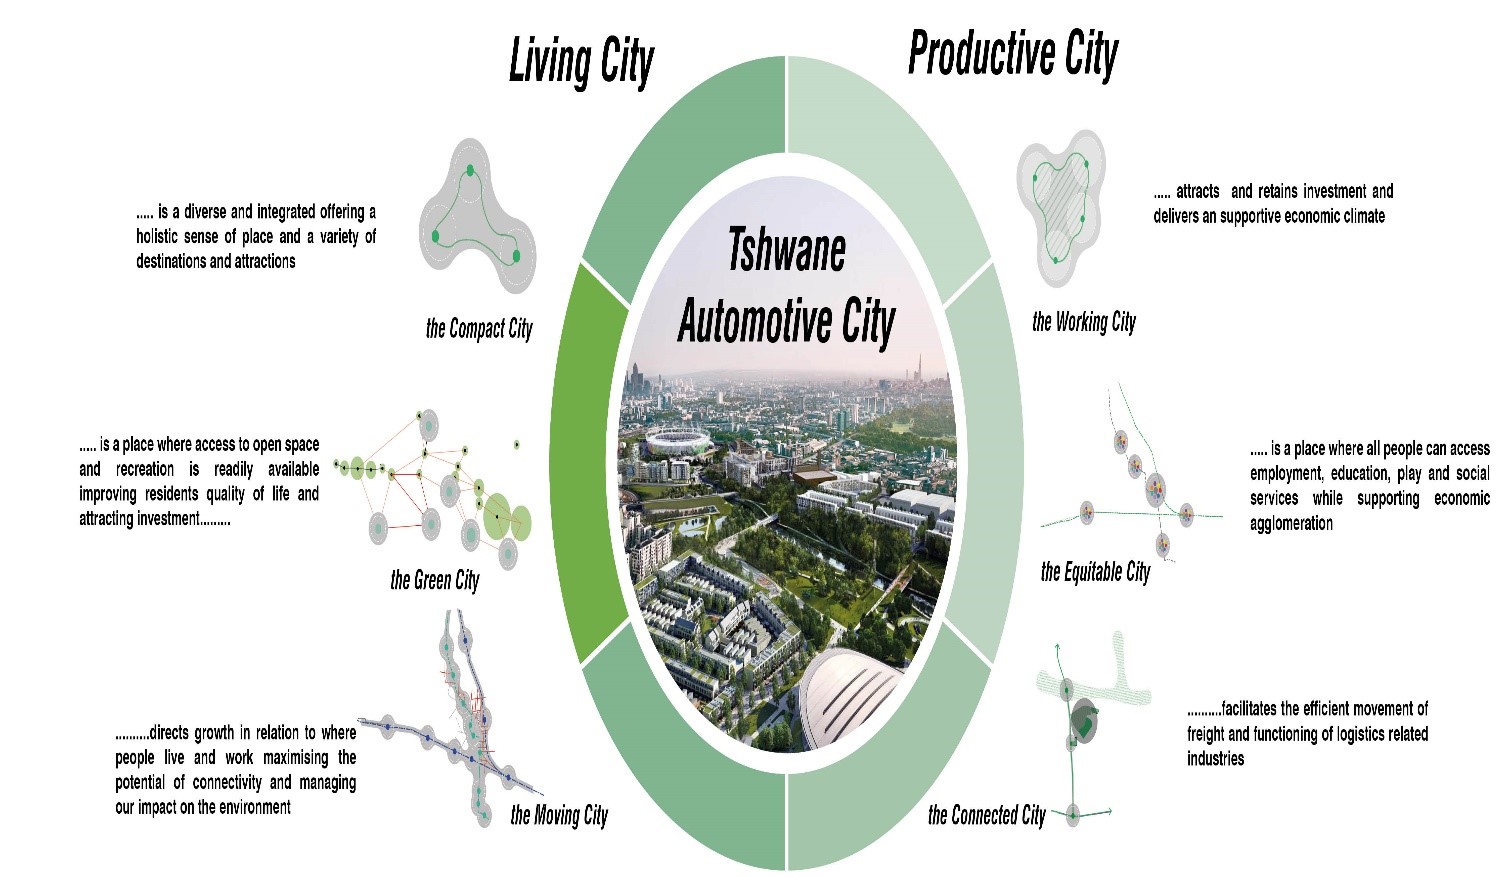 Living City
Productive City
Tshwane
Automotive City
..... is a diverse and integrated offering a
holistic sense of place and a variety of
destinations and attractions
the Compact City
..... is a place where access to open space
and recreation is readily available
improving residents quality of life and
attracting investment.........
the Green City
..........directs growth in relation to where
people live and work maximising the
potential of connectivity and managing
our impact on the environment
the Moving City
..... attracts and retains investment and
delivers an supportive economic climate
the Working City
..... is a place where all people can access
employment, education, play and social
services while supporting economic
agglomeration
the Equitable City
..........facilitates the efficient movement of
freight and functioning of logistics related
industries
the Connected City